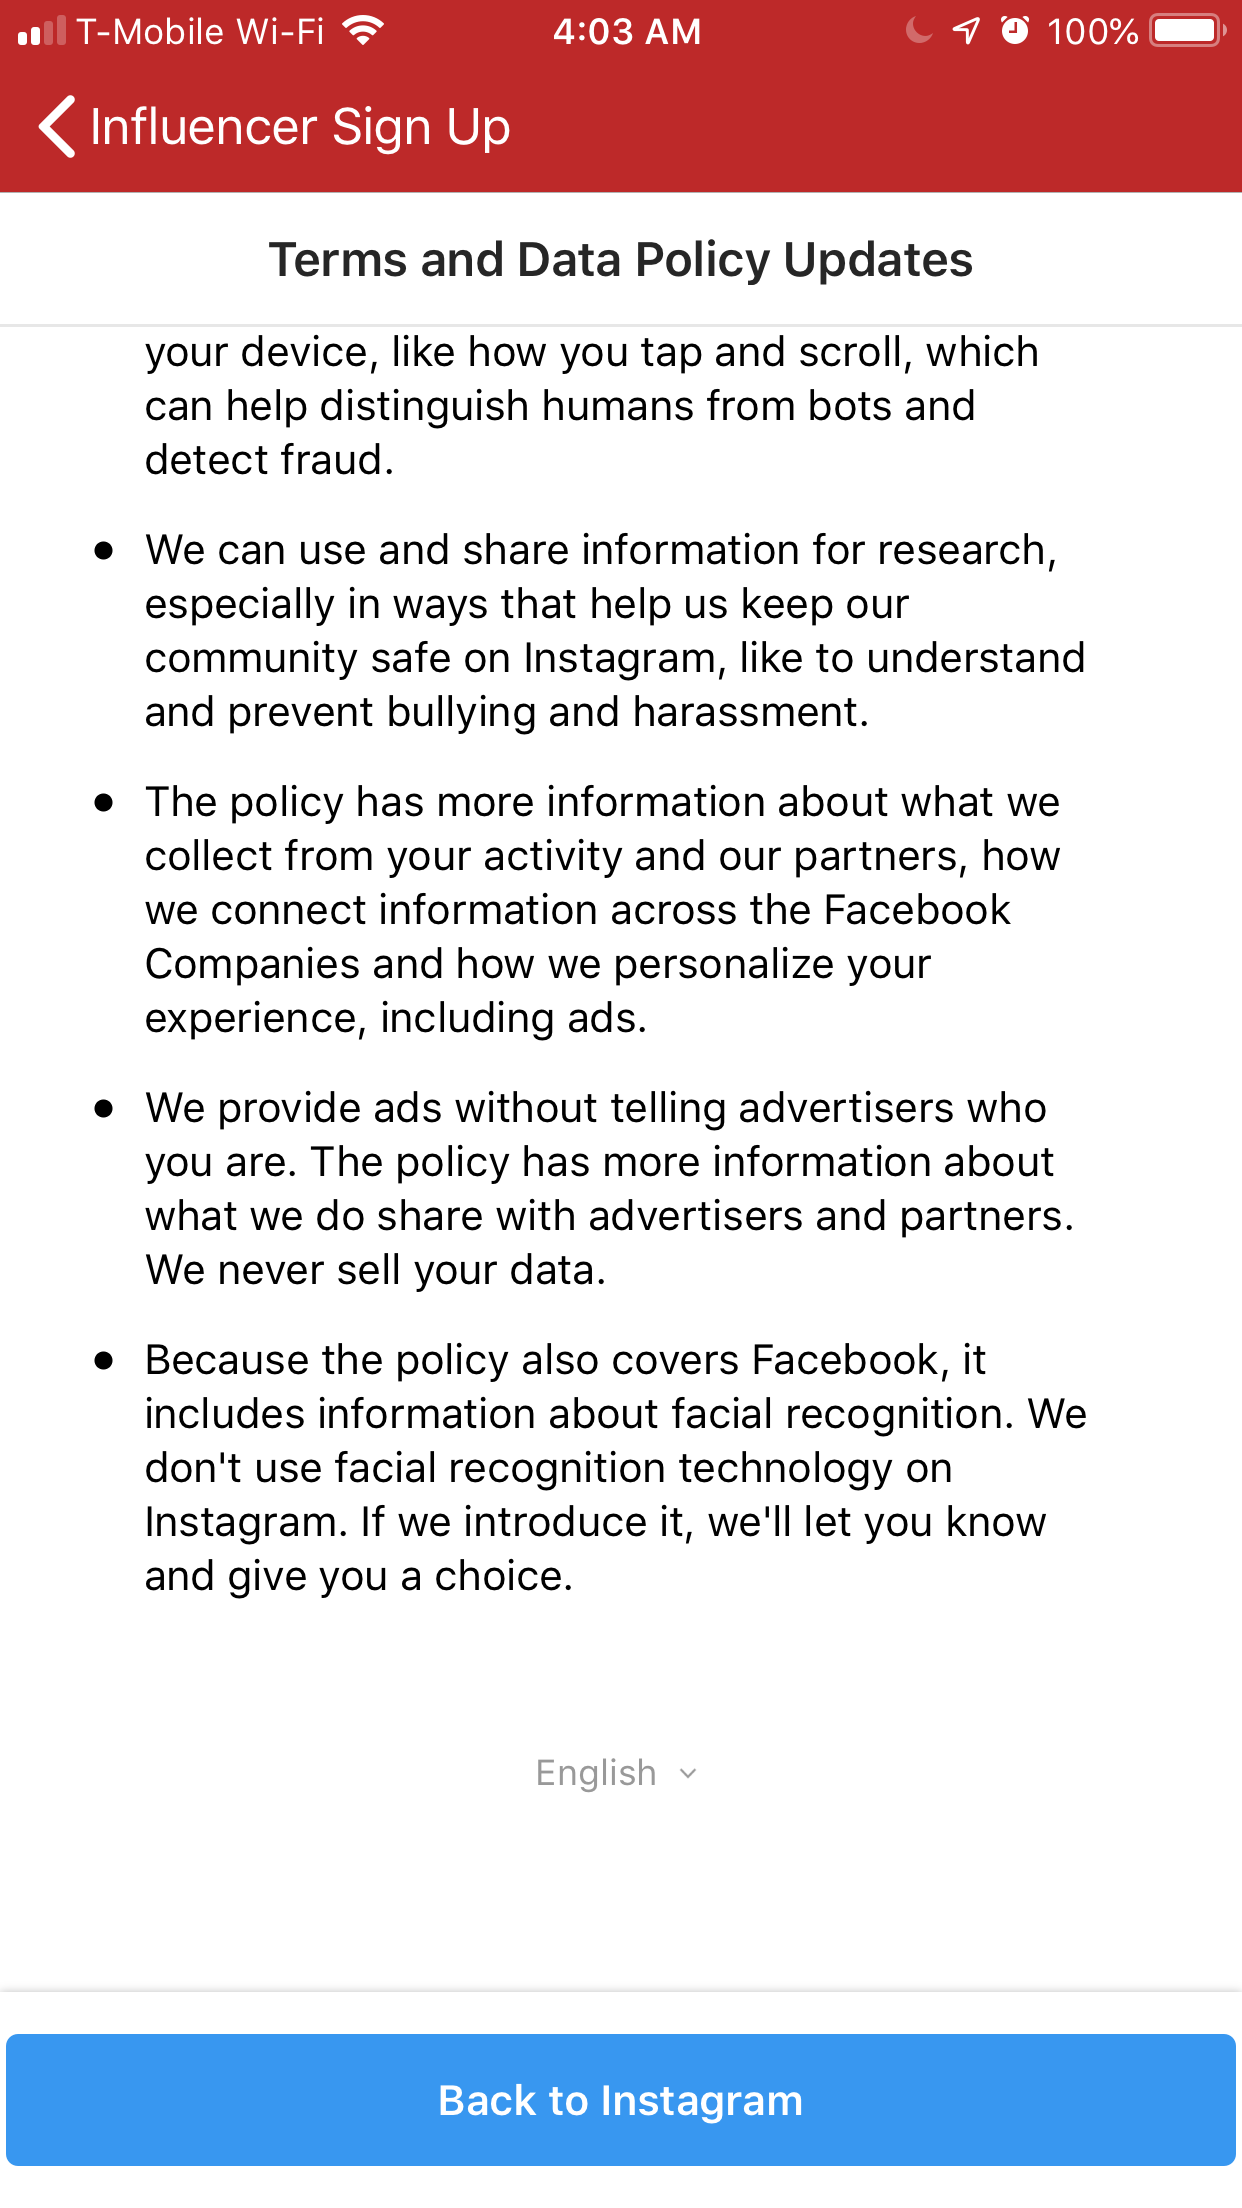 T-Mobile Wi-Fi 4:03 AM 100%
Influencer Sign Up
Terms and Data Policy Updates
your device, like how you tap and scroll, which
can help distinguish humans from bots and
detect fraud.
• We can use and share information for research,
especially in ways that help us keep our
community safe on Instagram, like to understand
and prevent bullying and harassment.
• The policy has more information about what we
collect from your activity and our partners, how
we connect information across the Facebook
Companies and how we personalize your
experience, including ads.
• We provide ads without telling advertisers who
you are. The policy has more information about
what we do share with advertisers and partners.
We never sell your data.
• Because the policy also covers Facebook, it
includes information about facial recognition. We
don't use facial recognition technology on
Instagram. If we introduce it, we'll let you know
and give you a choice.
English
Back to Instagram